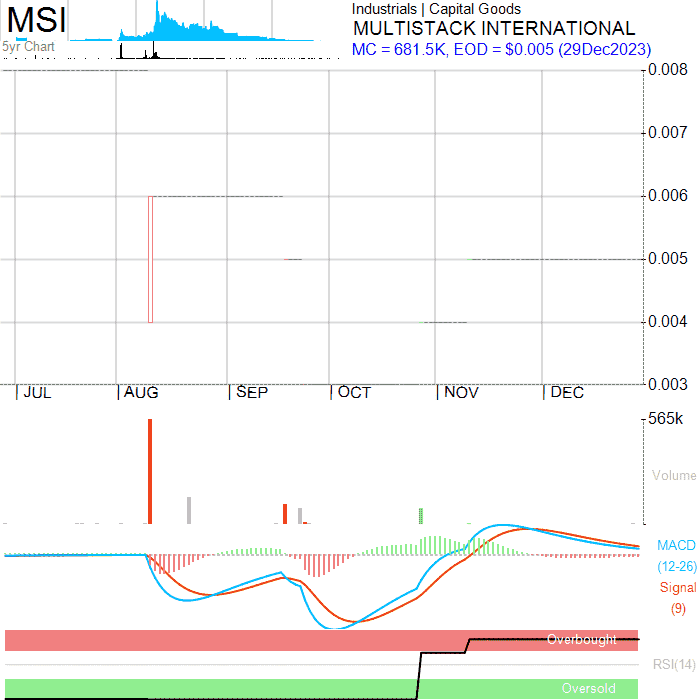 MSI
5yr Chart
Industrials | Capital Goods
MULTISTACK INTERNATIONAL
MC = 681.5K, EOD = $0.005 (29Dec2023)
0.008
0.007
0.006
0.005
0.004
0.003
| JUL | AUG | SEP | OCT | NOV | DEC
565k
Volume
MACD
(12-26)
Signal
(9)
Overbought
RSI(14)
Oversold